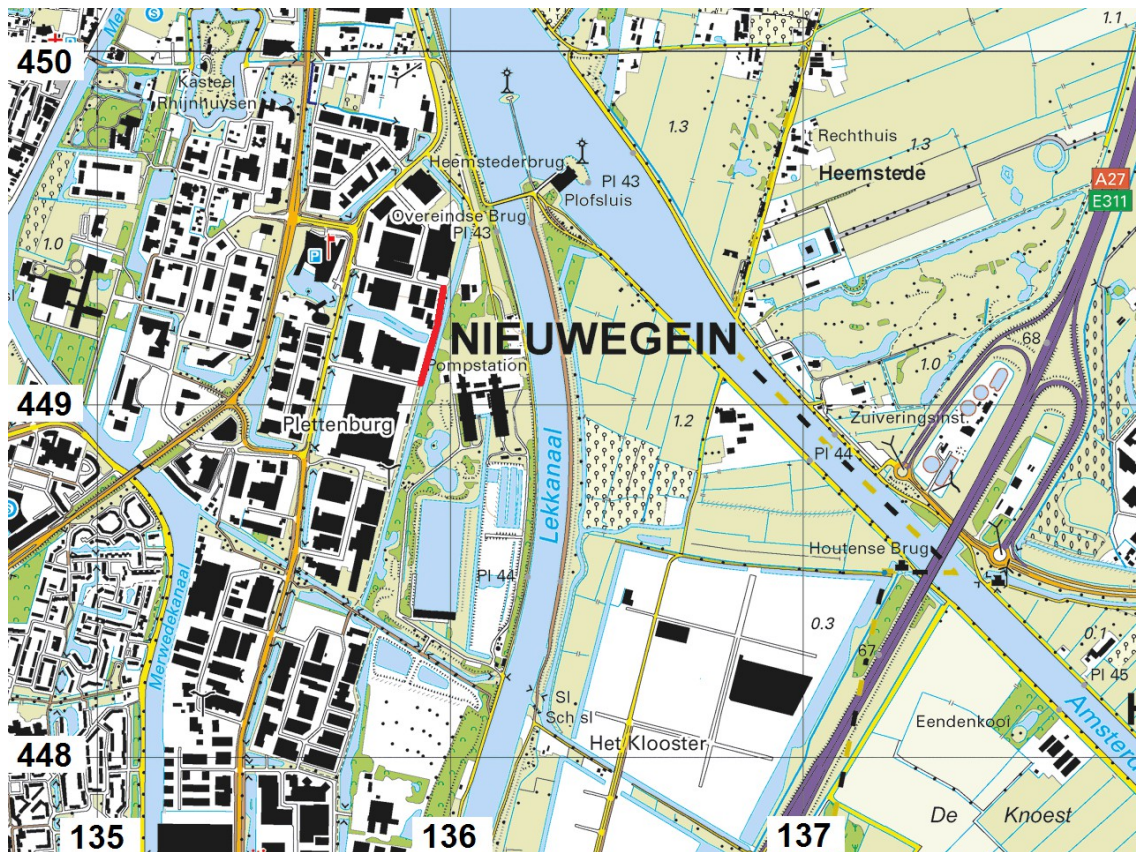 450
S
P
Kasteel
Rhijnhuysen
1.1
1.3
't Rechthuis
1.3
Heemstede
A27
E311
Heemstederbrug
Pl 43
Plofsluis
Overeindse Brug
Pl 43
1.0
P
NIEUWEGEIN
68
1.0
Pompstation
449
Plettenburg
1.2
Zuiveringsinst.
Pl 44
Lekkanaal
S
Houtense Brug
Pl 44
Merwedekanaal
0.3
0.1
67
Pl 45
Sl
Sch sl
Eendenkooi
Het Klooster
448
De Knoest
135
136
137